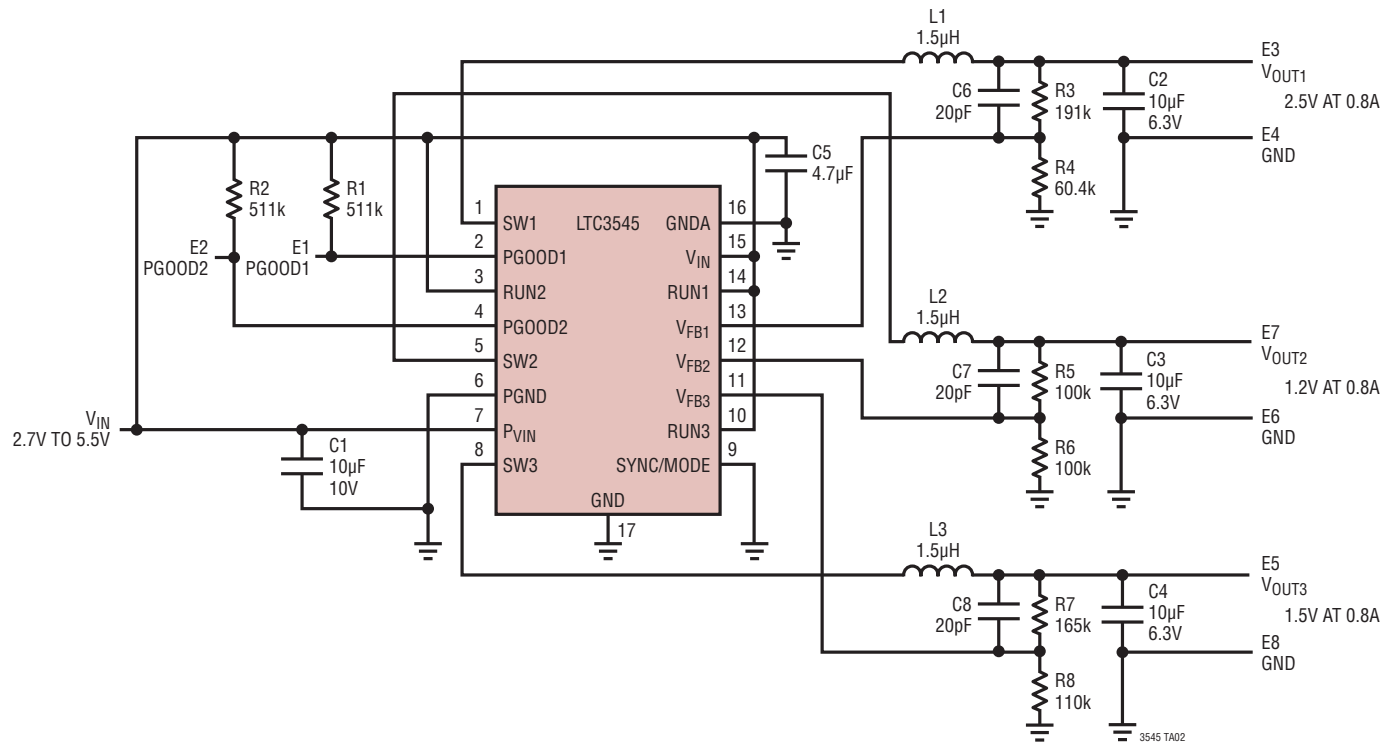 L1
1.5µH
E3
VOUT1
2.5V AT 0.8A
C6
20pF
R3
191k
C2
10µF
6.3V
E4
GND
R4
60.4k
C5
4.7µF
R2
511k
R1
511k
E2
PGOOD2
E1
PGOOD1
LTC3545
1
SW1
2
PGOOD1
3
RUN2
4
PGOOD2
5
SW2
6
PGND
7
PVIN
8
SW3
16
GNDA
15
VIN
14
RUN1
13
VFB1
12
VFB2
11
VFB3
10
RUN3
9
SYNC/MODE
GND
17
VIN
2.7V TO 5.5V
C1
10µF
10V
L2
1.5µH
E7
VOUT2
1.2V AT 0.8A
C7
20pF
R5
100k
C3
10µF
6.3V
E6
GND
R6
100k
L3
1.5µH
E5
VOUT3
1.5V AT 0.8A
C8
20pF
R7
165k
C4
10µF
6.3V
E8
GND
R8
110k
3545 TA02